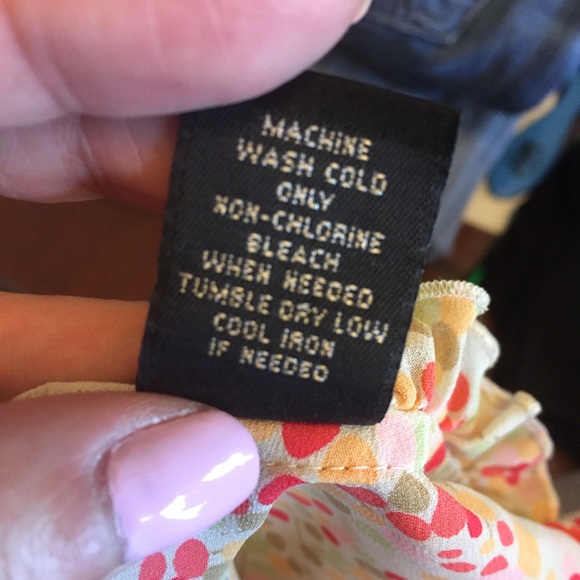 MACHINE
WASH COLD
ONLY
NON-CHLORINE
BLEACH
WHEN NEEDED
TUMBLE DRY LOW
COOL IRON
IF NEEDED